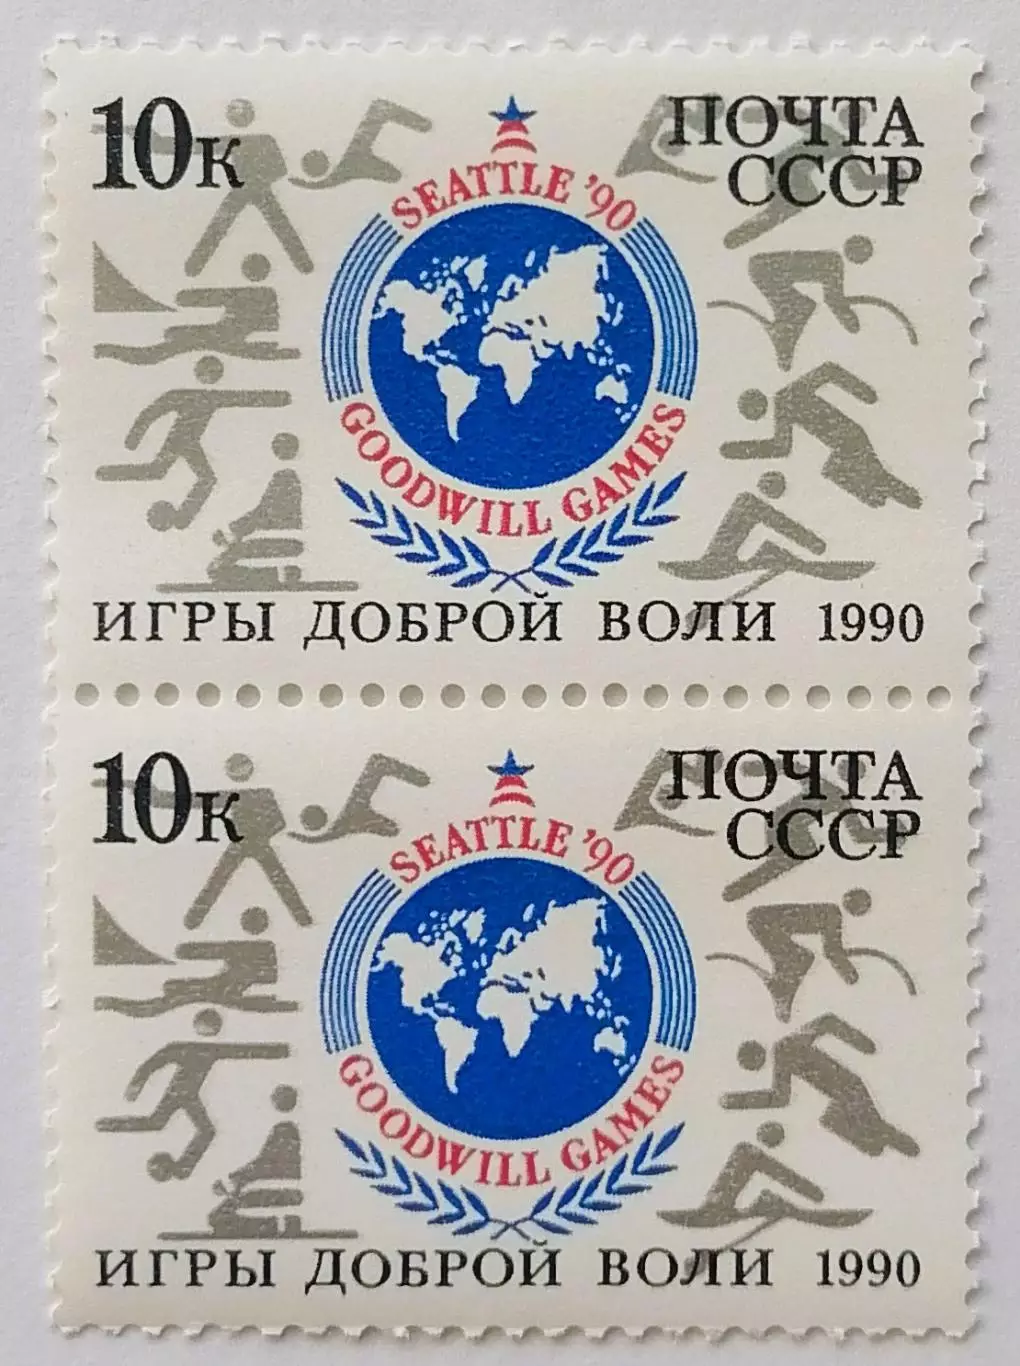 10к
ПОЧТА
СССР
SEATTLE '90
GOODWILL GAMES
ИГРЫ ДОБРОЙ ВОЛИ 1990
10к
ПОЧТА
СССР
SEATTLE '90
GOODWILL GAMES
ИГРЫ ДОБРОЙ ВОЛИ 1990